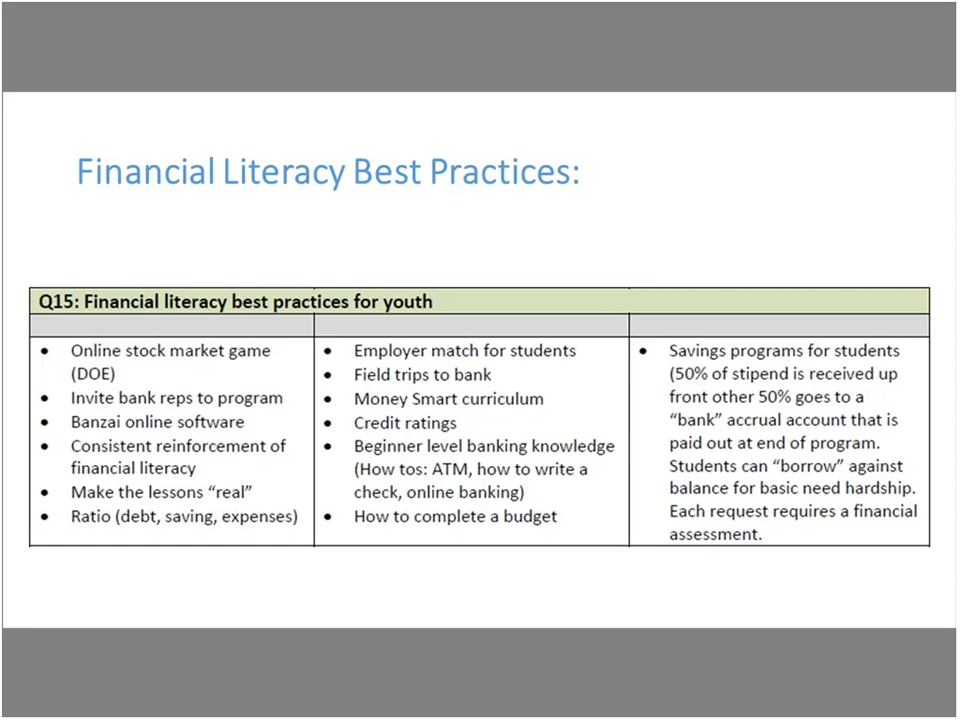 Financial Literacy Best Practices:
Q15: Financial literacy best practices for youth
• Online stock market game
(DOE)
• Invite bank reps to program
• Banzai online software
• Consistent reinforcement of
financial literacy
• Make the lessons “real”
• Ratio (debt, saving, expenses)
• Employer match for students
• Field trips to bank
• Money Smart curriculum
• Credit ratings
• Beginner level banking knowledge
(How tos: ATM, how to write a
check, online banking)
• How to complete a budget
• Savings programs for students
(50% of stipend is received up
front other 50% goes to a
“bank” accrual account that is
paid out at end of program.
Students can “borrow” against
balance for basic need hardship.
Each request requires a financial
assessment.